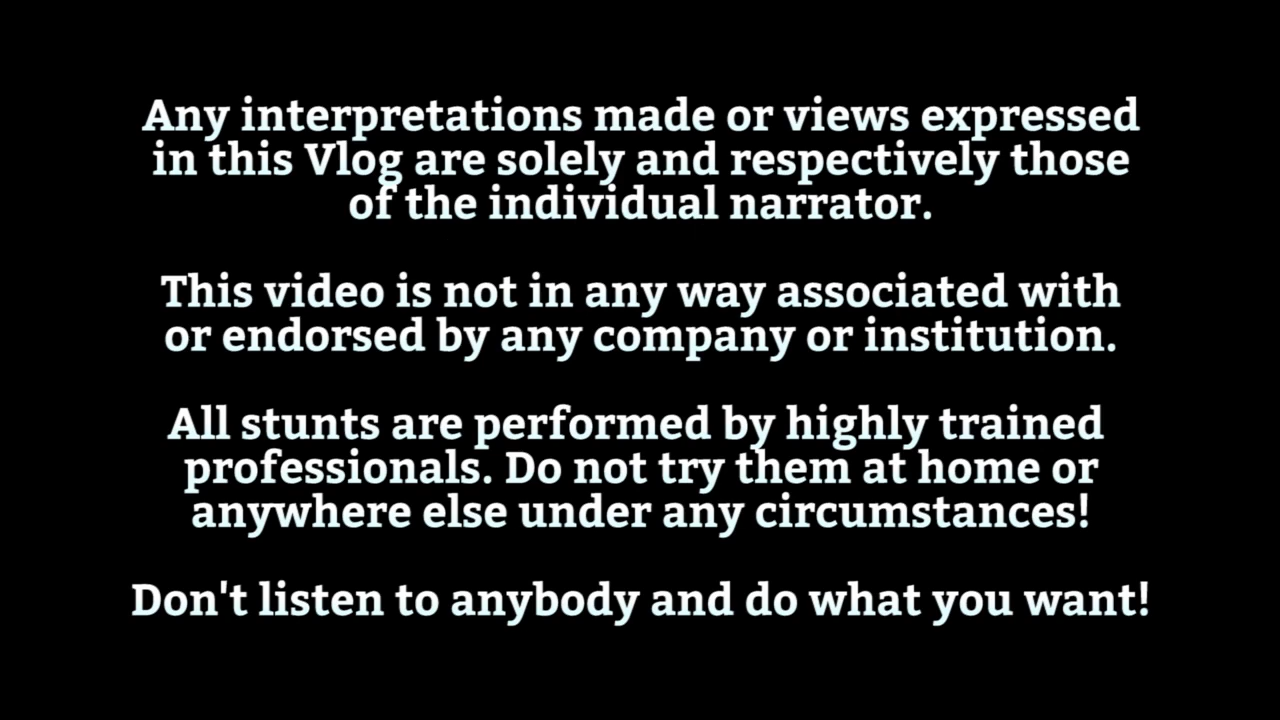 Any interpretations made or views expressed
in this Vlog are solely and respectively those
of the individual narrator.
This video is not in any way associated with
or endorsed by any company or institution.
All stunts are performed by highly trained
professionals. Do not try them at home or
anywhere else under any circumstances!
Don't listen to anybody and do what you want!